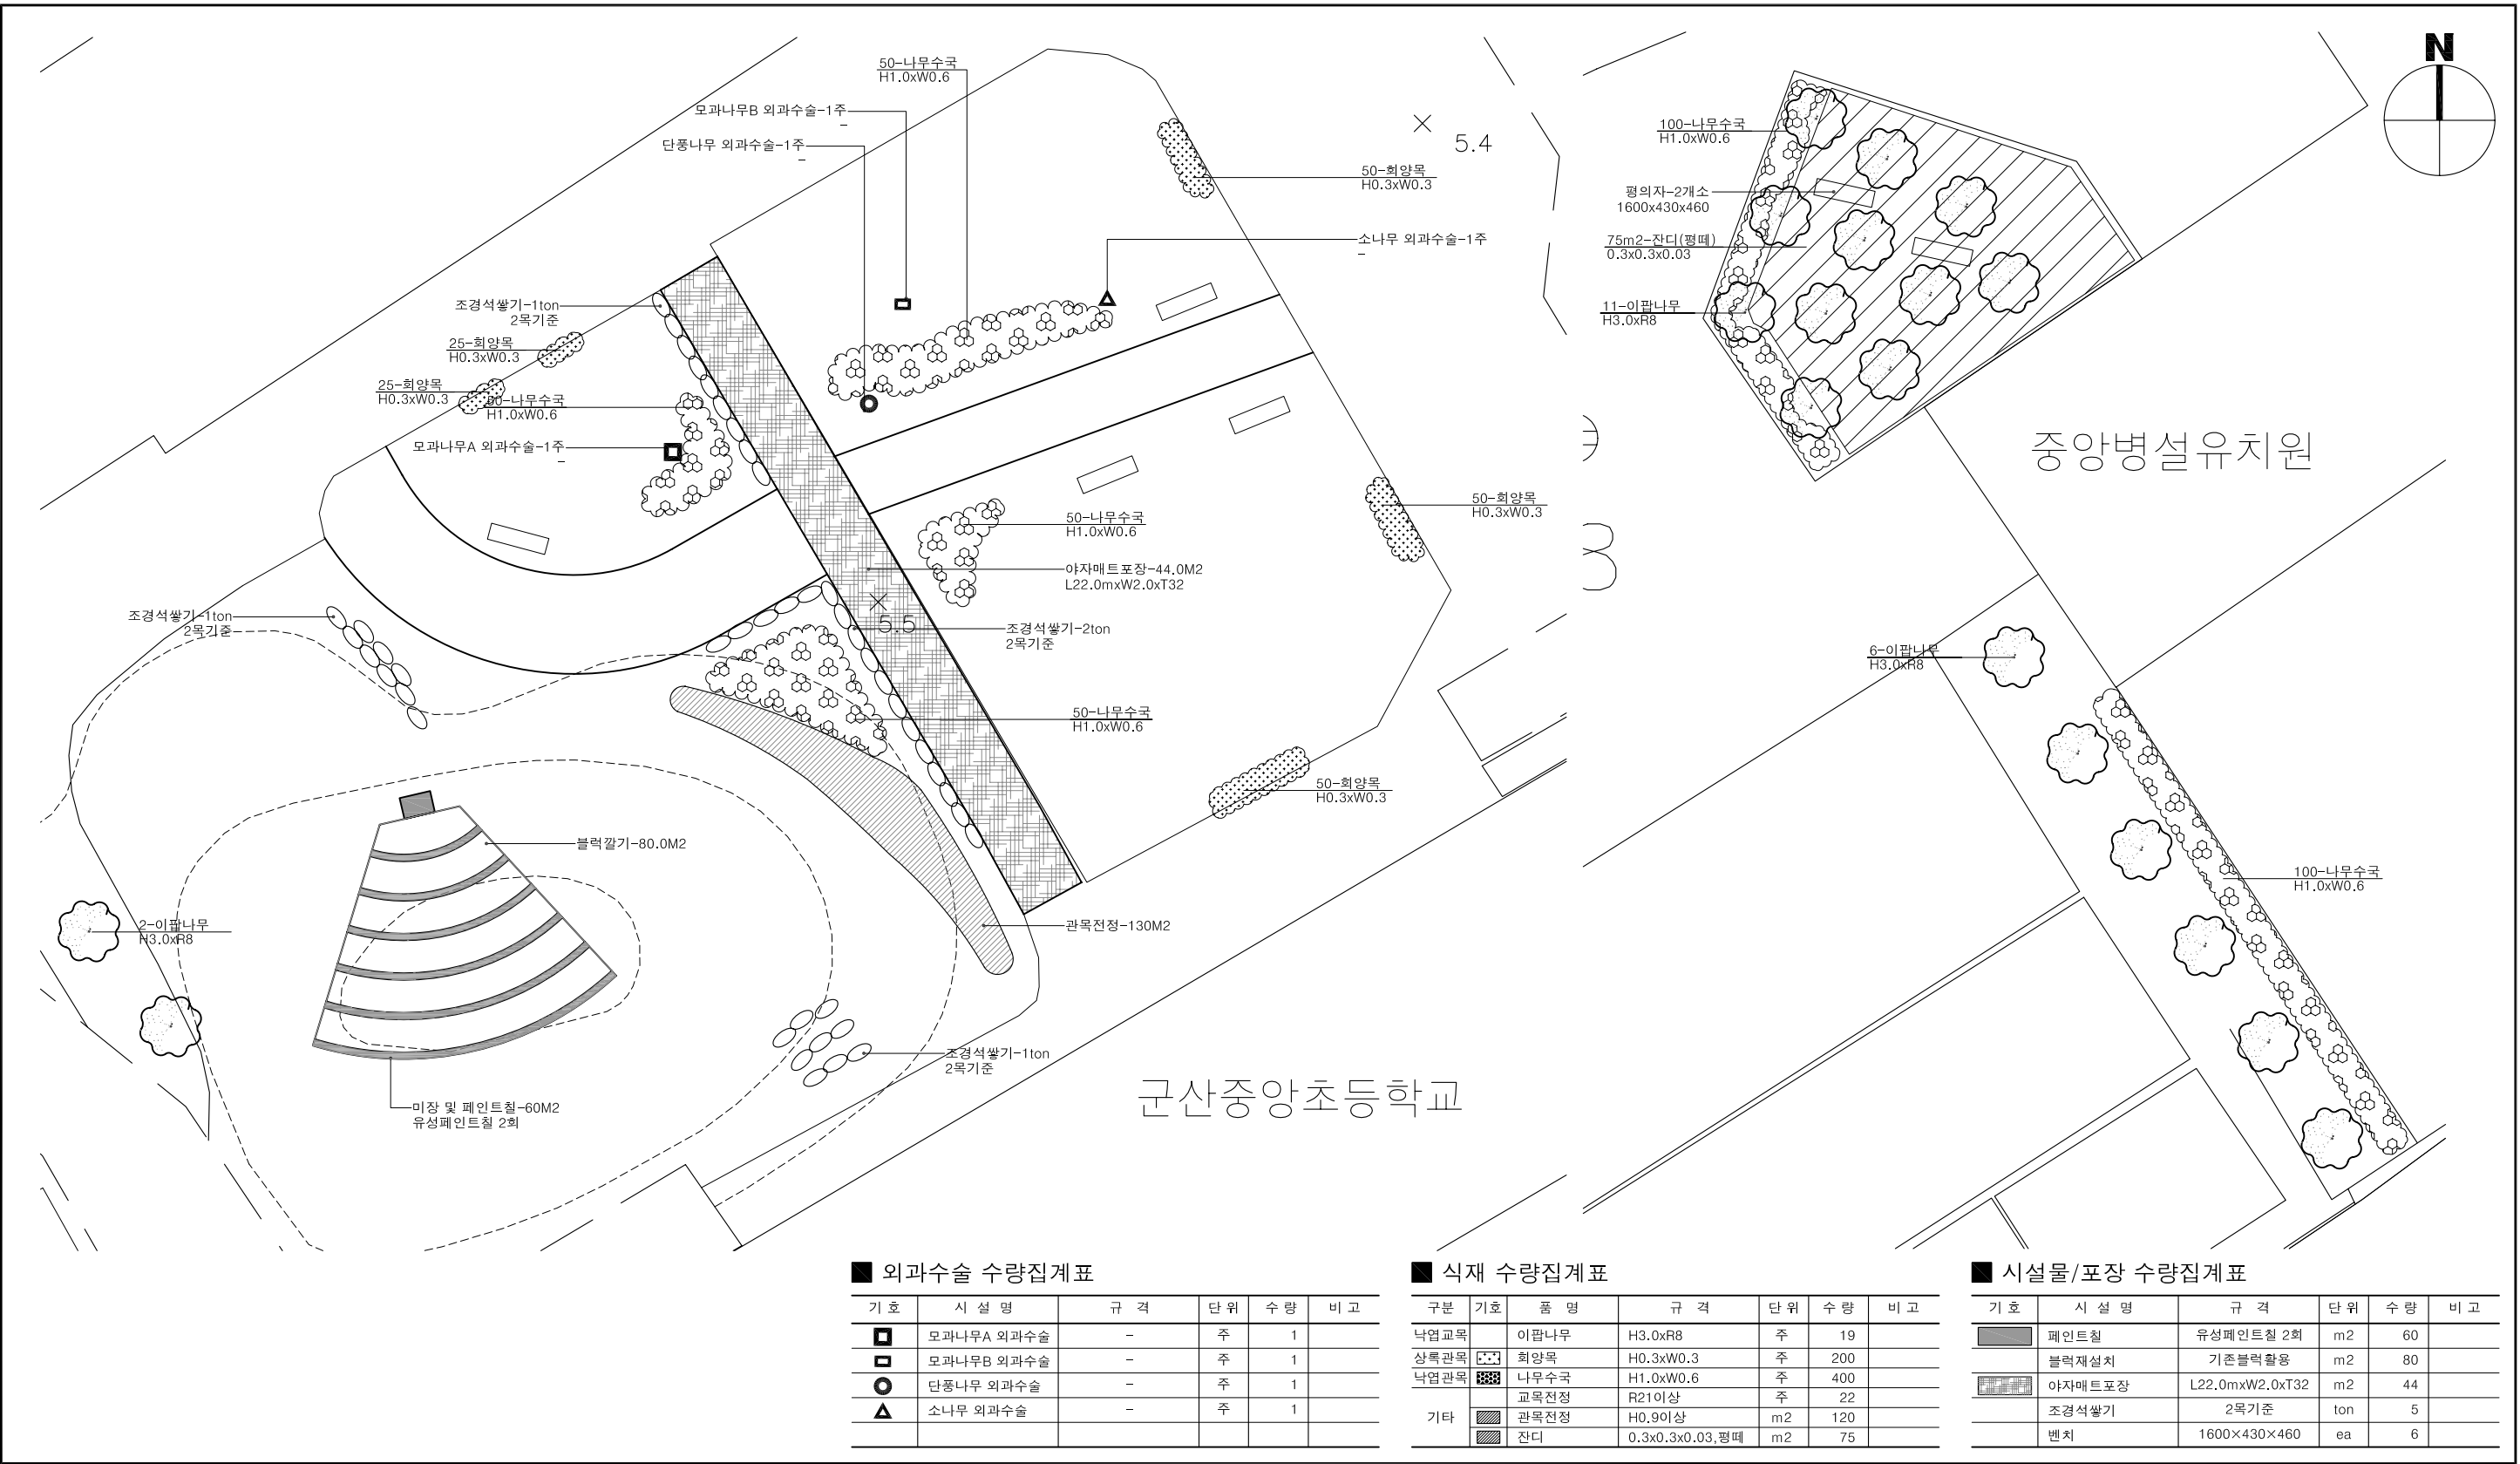 N
50-나무수국
H1.0xW0.6
모과나무B 외과수술-1주
-
단풍나무 외과수술-1주
-
5.4
50-회양목
H0.3xW0.3
소나무 외과수술-1주
-
조경석쌓기-1ton
2목기준
25-회양목
H0.3xW0.3
25-회양목
H0.3xW0.3
50-나무수국
H1.0xW0.6
모과나무A 외과수술-1주
-
50-회양목
H0.3xW0.3
50-나무수국
H1.0xW0.6
야자매트포장-44.0M2
L22.0mxW2.0xT32
5.5
조경석쌓기-2ton
2목기준
조경석쌓기-1ton
2목기준
50-나무수국
H1.0xW0.6
50-회양목
H0.3xW0.3
블럭깔기-80.0M2
2-이팝나무
H3.0xR8
관목전정-130M2
조경석쌓기-1ton
2목기준
미장 및 페인트칠-60M2
유성페인트칠 2회
군산중앙초등학교
100-나무수국
H1.0xW0.6
평의자-2개소
1600x430x460
75m2-잔디(평떼)
0.3x0.3x0.03
11-이팝나무
H3.0xR8
중앙병설유치원
6-이팝나무
H3.0xR8
100-나무수국
H1.0xW0.6
■ 외과수술 수량집계표
기 호 시 설 명 규 격 단 위 수 량 비 고
모과나무A 외과수술 - 주 1
모과나무B 외과수술 - 주 1
단풍나무 외과수술 - 주 1
소나무 외과수술 - 주 1
■ 식재 수량집계표
구분 기호 품 명 규 격 단 위 수 량 비 고
낙엽교목 이팝나무 H3.0xR8 주 19
상록관목 회양목 H0.3xW0.3 주 200
낙엽관목 나무수국 H1.0xW0.6 주 400
기타 교목전정 R21이상 주 22
관목전정 H0.9이상 m2 120
잔디 0.3x0.3x0.03,평떼 m2 75
■ 시설물/포장 수량집계표
기 호 시 설 명 규 격 단 위 수 량 비 고
페인트칠 유성페인트칠 2회 m2 60
블럭재설치 기존블럭활용 m2 80
야자매트포장 L22.0mxW2.0xT32 m2 44
조경석쌓기 2목기준 ton 5
벤치 1600×430×460 ea 6